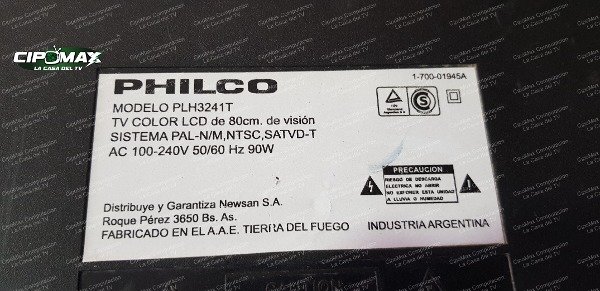 CIPOMAX
LA CASA DEL TV
PHILCO
1-700-01945A
MODELO PLH3241T
TV COLOR LCD de 80cm. de visión
SISTEMA PAL-N/M,NTSC,SATVD-T
AC 100-240V 50/60 Hz 90W
PRECAUCION
RIESGO DE DESCARGA
ELECTRICA NO ABRIR
NO EXPONER ESTA UNIDAD
A LLUVIA O HUMEDAD
Distribuye y Garantiza Newsan S.A.
Roque Pérez 3650 Bs. As.
FABRICADO EN EL A.A.E. TIERRA DEL FUEGO
INDUSTRIA ARGENTINA